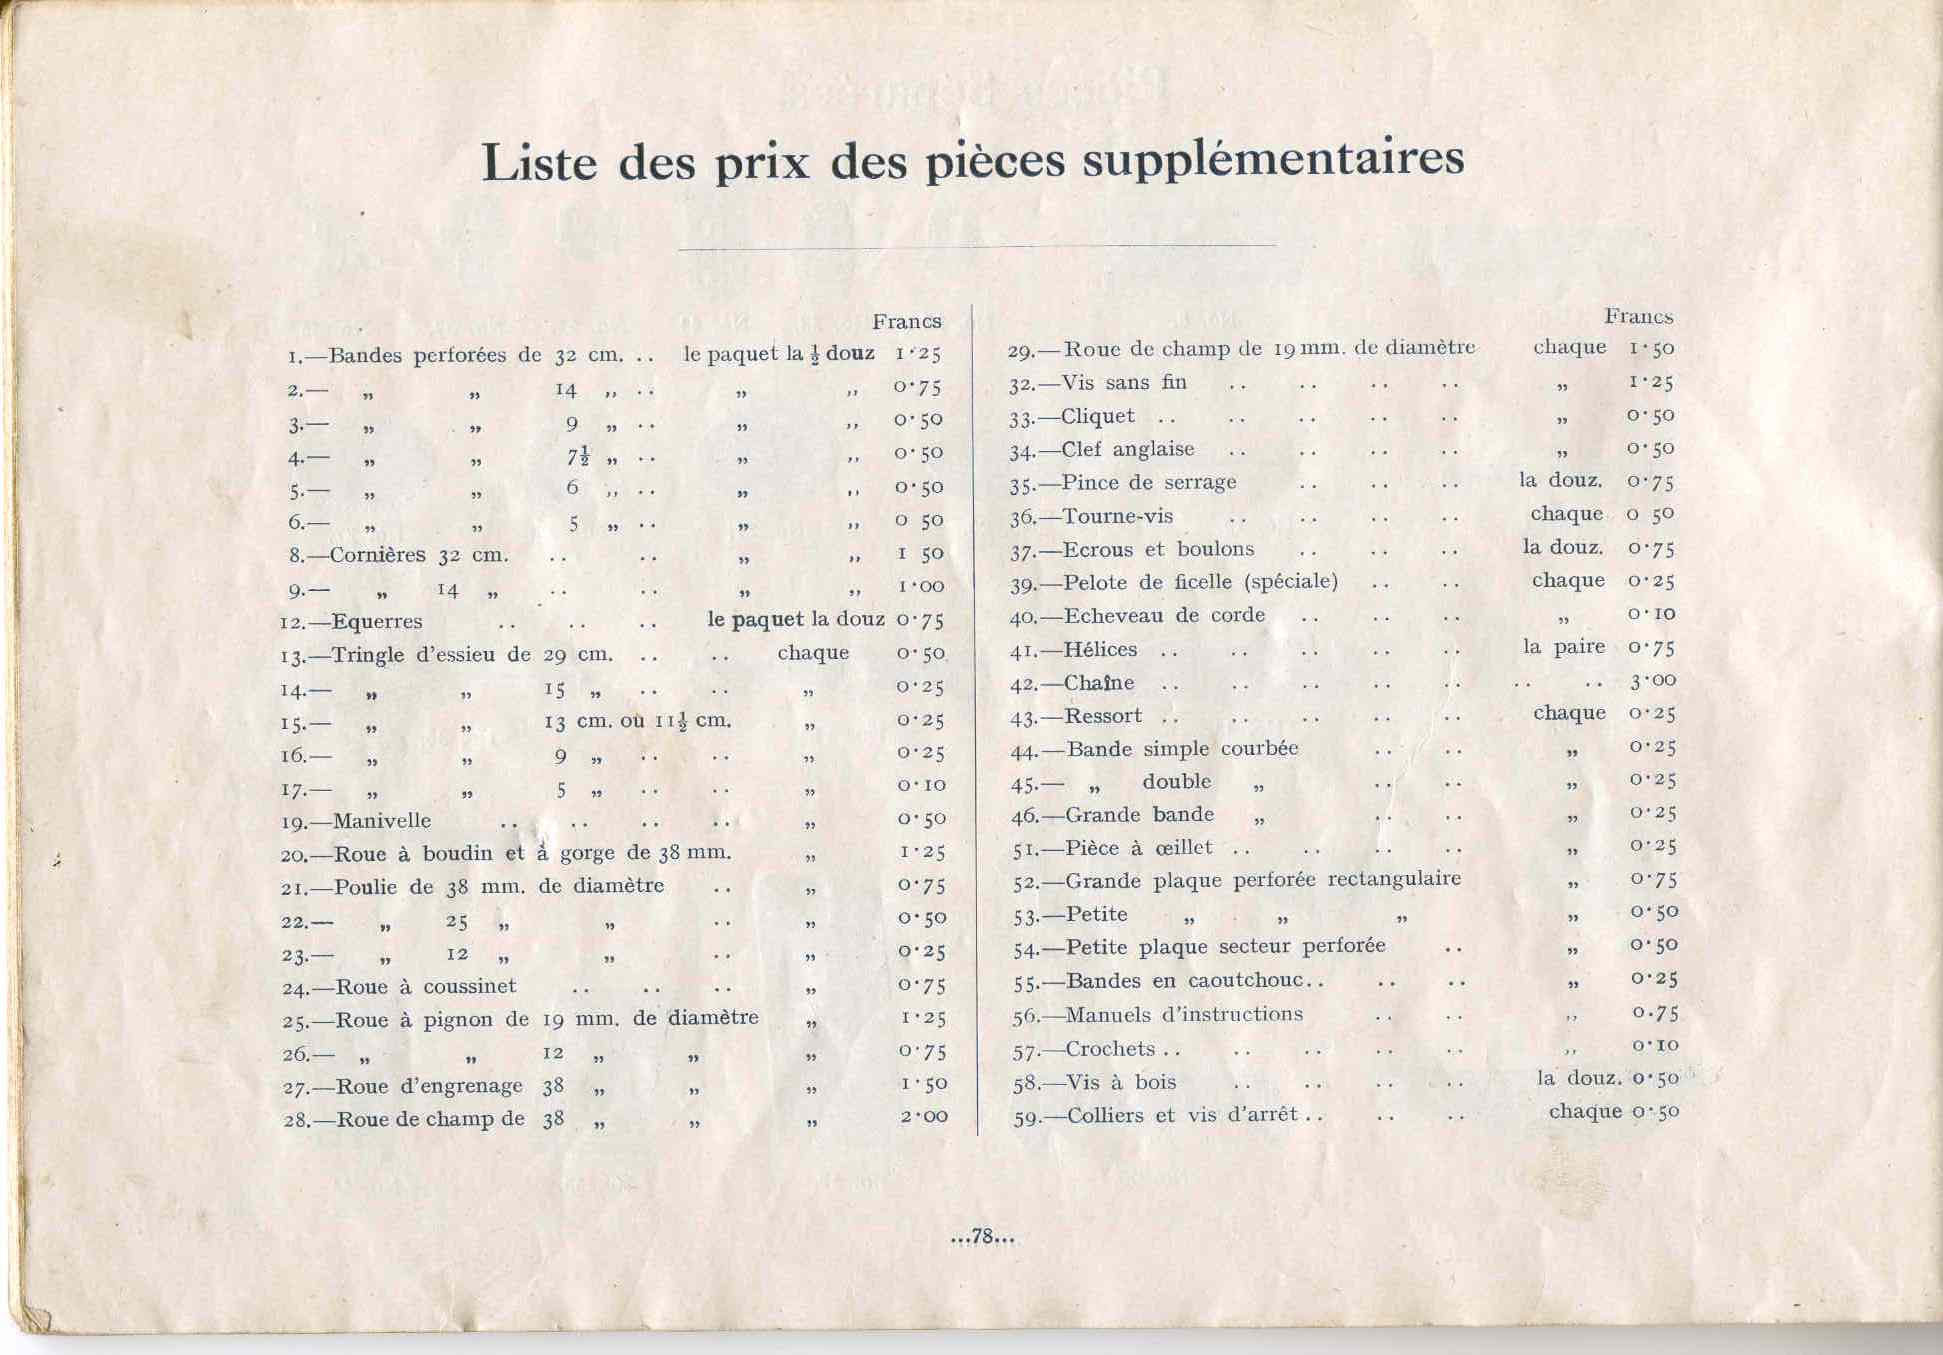 Liste des prix des pièces supplémentaires
Francs
1.—Bandes perforées de 32 cm. .. le paquet la ½ douz 1·25
2.— „ „ 14 „ .. „ „ 0·75
3.— „ „ 9 „ .. „ „ 0·50
4.— „ „ 7½ „ .. „ „ 0·50
5.— „ „ 6 „ .. „ „ 0·50
6.— „ „ 5 „ .. „ „ 0 50
8.—Cornières 32 cm. .. .. „ „ 1 50
9.— „ 14 „ .. .. „ „ 1·00
12.—Equerres .. .. .. le paquet la douz 0·75
13.—Tringle d'essieu de 29 cm. .. .. chaque 0·50
14.— „ „ 15 „ .. .. „ 0·25
15.— „ „ 13 cm. ou 11½ cm. „ 0·25
16.— „ „ 9 „ .. .. „ 0·25
17.— „ „ 5 „ .. .. „ 0·10
19.—Manivelle .. .. .. .. „ 0·50
20.—Roue à boudin et à gorge de 38 mm. „ 1·25
21.—Poulie de 38 mm. de diamètre .. „ 0·75
22.— „ 25 „ „ .. „ 0·50
23.— „ 12 „ „ .. „ 0·25
24.—Roue à coussinet .. .. .. „ 0·75
25.—Roue à pignon de 19 mm. de diamètre „ 1·25
26.— „ „ 12 „ „ „ 0·75
27.—Roue d'engrenage 38 „ „ „ 1·50
28.—Roue de champ de 38 „ „ „ 2·00
Francs
29.—Roue de champ de 19 mm. de diamètre chaque 1·50
32.—Vis sans fin .. .. .. .. „ 1·25
33.—Cliquet .. .. .. .. .. „ 0·50
34.—Clef anglaise .. .. .. .. „ 0·50
35.—Pince de serrage .. .. .. la douz. 0·75
36.—Tourne-vis .. .. .. .. chaque 0 50
37.—Ecrous et boulons .. .. .. la douz. 0·75
39.—Pelote de ficelle (spéciale) .. .. chaque 0·25
40.—Echeveau de corde .. .. .. „ 0·10
41.—Hélices .. .. .. .. .. la paire 0·75
42.—Chaîne .. .. .. .. .. .. .. 3·00
43.—Ressort .. .. .. .. .. chaque 0·25
44.—Bande simple courbée .. .. „ 0·25
45.— „ double „ .. .. „ 0·25
46.—Grande bande „ .. .. „ 0·25
51.—Pièce à œillet .. .. .. .. „ 0·25
52.—Grande plaque perforée rectangulaire „ 0·75
53.—Petite „ „ „ „ 0·50
54.—Petite plaque secteur perforée .. „ 0·50
55.—Bandes en caoutchouc.. .. .. „ 0·25
56.—Manuels d'instructions .. .. „ 0·75
57.—Crochets .. .. .. .. .. „ 0·10
58.—Vis à bois .. .. .. .. la douz. 0·50
59.—Colliers et vis d'arrêt .. .. .. chaque 0·50
...78...